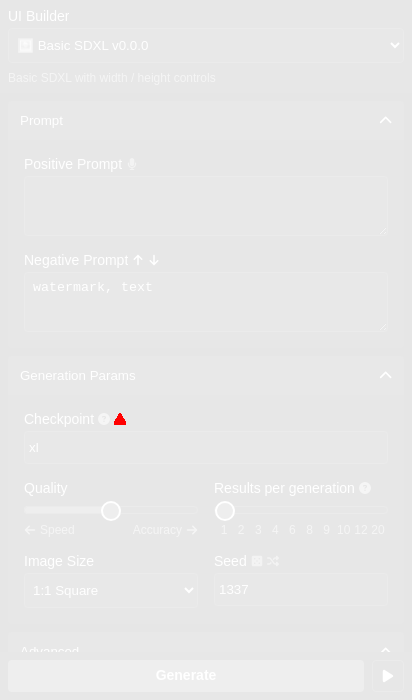 UI Builder
Basic SDXL v0.0.0
Basic SDXL with width / height controls
Prompt
Positive Prompt
Negative Prompt
watermark, text
Generation Params
Checkpoint
xl
Quality
Results per generation
Speed
Accuracy
1 2 3 4 6 8 9 10 12 20
Image Size
Seed
1:1 Square
1337
Advanced
Generate